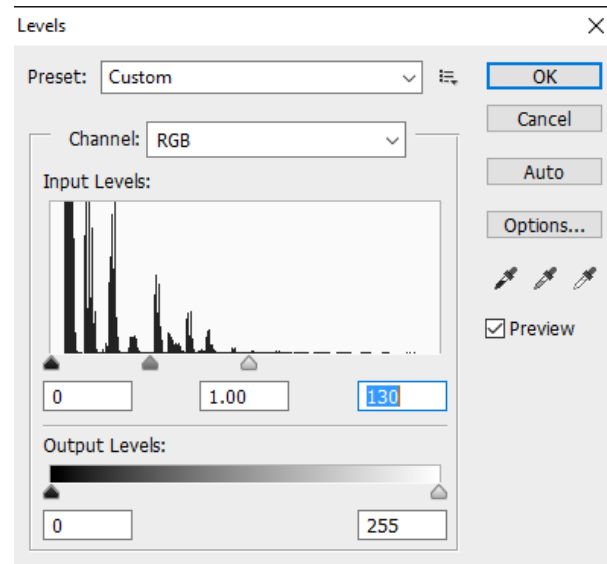 Levels
Preset: Custom
OK
Cancel
Channel: RGB
Auto
Input Levels:
Options...
Preview
0 1.00 130
Output Levels:
0 255